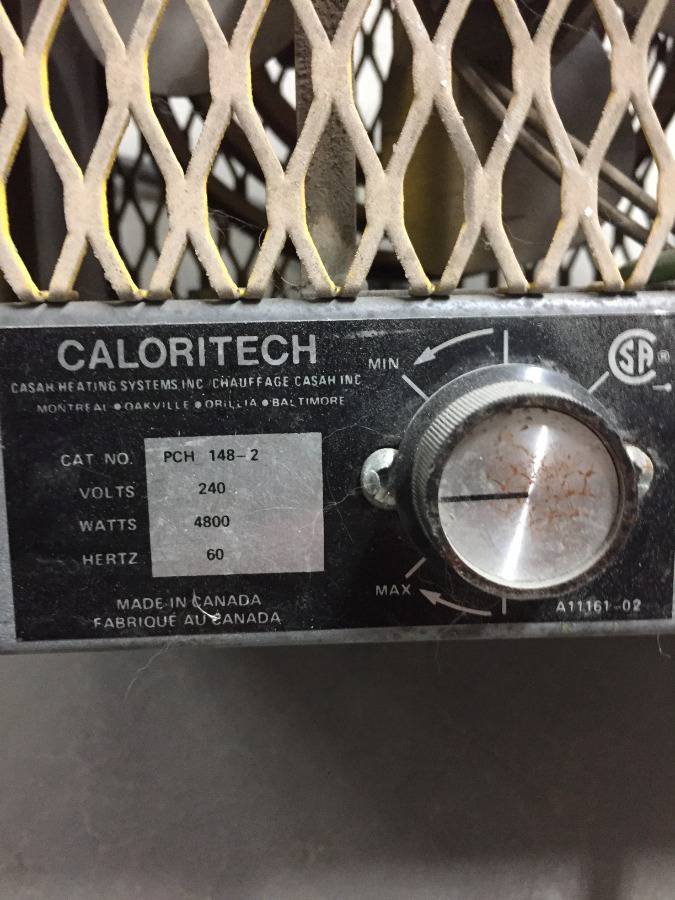 CALORITECH
CASAH HEATING SYSTEMS INC / CHAUFFAGE CASAH INC
MONTREAL ● OAKVILLE ● ORILLIA ● BALTIMORE
CAT NO. PCH 148-2
VOLTS 240
WATTS 4800
HERTZ 60
MADE IN CANADA
FABRIQUÉ AU CANADA
MIN
MAX
SA ®
A11161-02